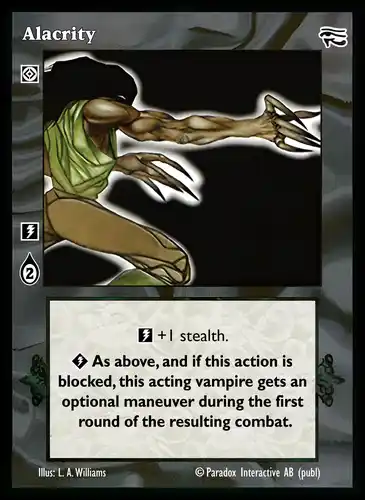 Alacrity
2
+1 stealth.
As above, and if this action is
blocked, this acting vampire gets an
optional maneuver during the first
round of the resulting combat.
Illus: L. A. Williams © Paradox Interactive AB (publ)